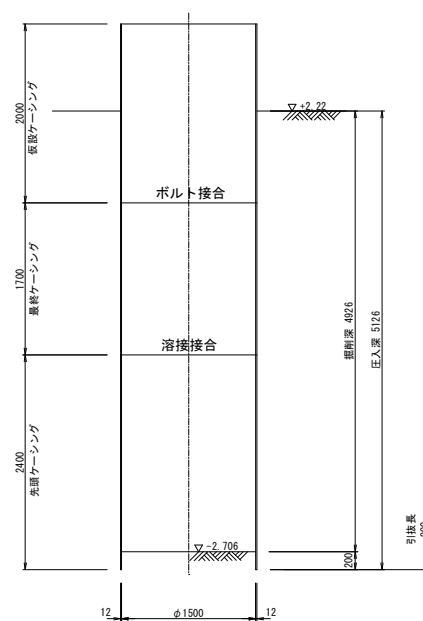 2000
仮設ケーシング
+2.22
ボルト接合
1700
最終ケーシング
溶接接合
掘削深 4926
圧入深 5126
2400
先頭ケーシング
-2.706
200
引抜長
12
φ1500
12